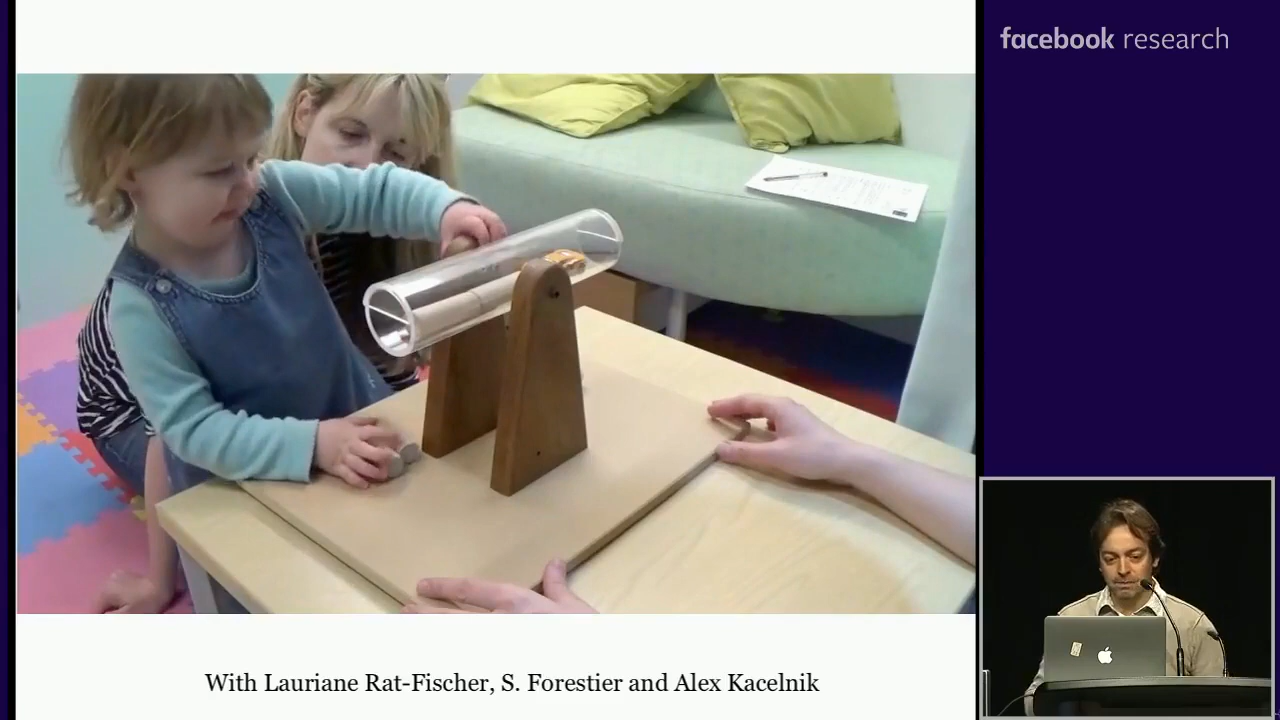 facebook research
With Lauriane Rat-Fischer, S. Forestier and Alex Kacelnik